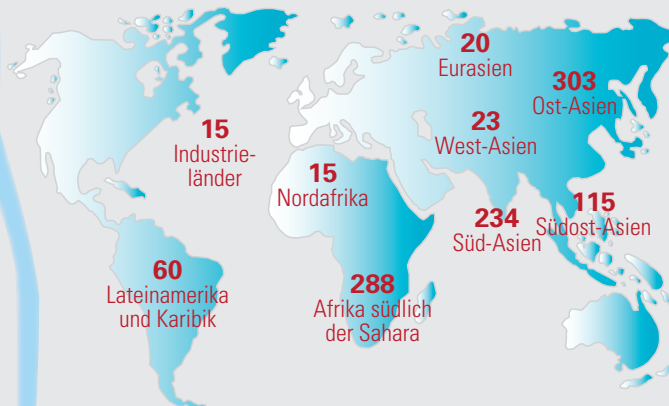 20
Eurasien
303
Ost-Asien
15
Industrie-
länder
23
West-Asien
15
Nordafrika
234
Süd-Asien
115
Südost-Asien
60
Lateinamerika
und Karibik
288
Afrika südlich
der Sahara